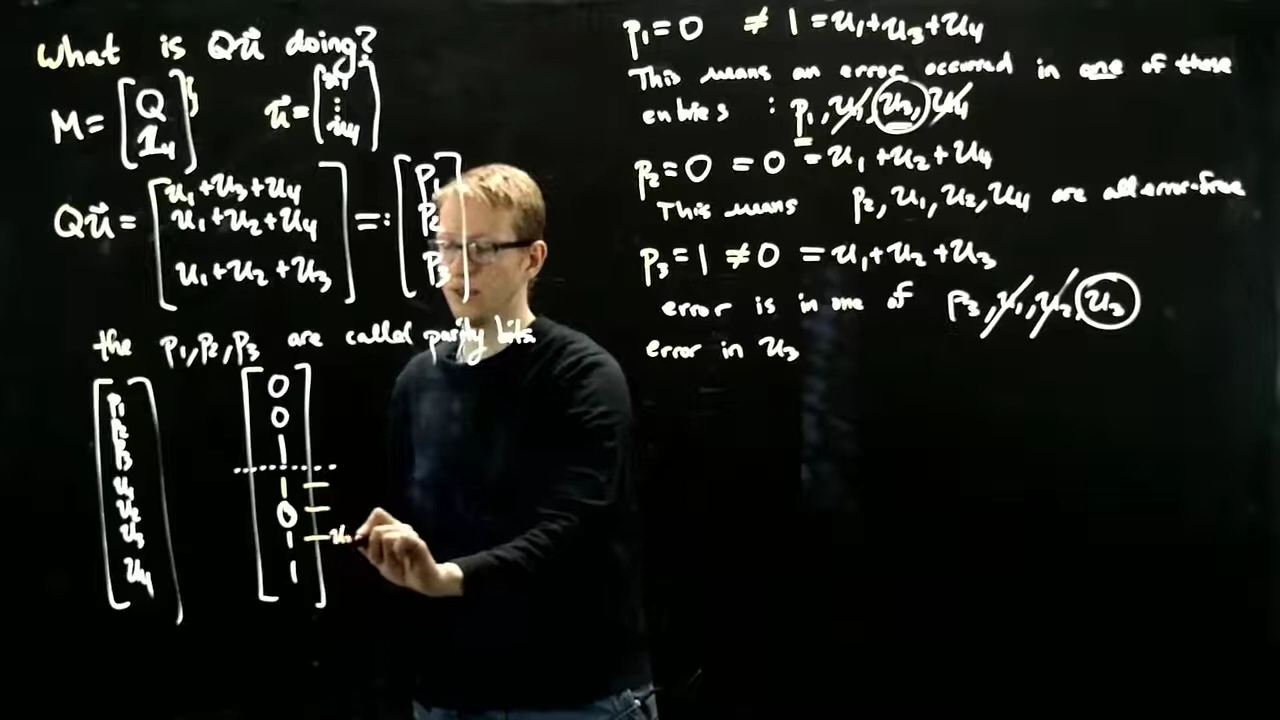 What is Qu⃗ doing?
M = [Q 1₄] u⃗ = [u₁ ⋮ u₄]
Qu⃗ = [u₁+u₃+u₄
u₁+u₂+u₄
u₁+u₂+u₃] =: [p₁ p₂ p₃]
the p₁,p₂,p₃ are called parity bits
[p₁ p₂ p₃ u₁ u₂ u₃ u₄]
[0 0 1 1 0 1 1]
p₁=0 ≠ 1 = u₁+u₃+u₄
This means an error occurred in one of these
entries : p₁, u₁, u₃, u₄
p₂=0 = 0 = u₁+u₂+u₄
This means p₂, u₁, u₂, u₄ are all error-free
p₃=1 ≠ 0 = u₁+u₂+u₃
error is in one of p₃, u₁, u₂, u₃
error in u₃